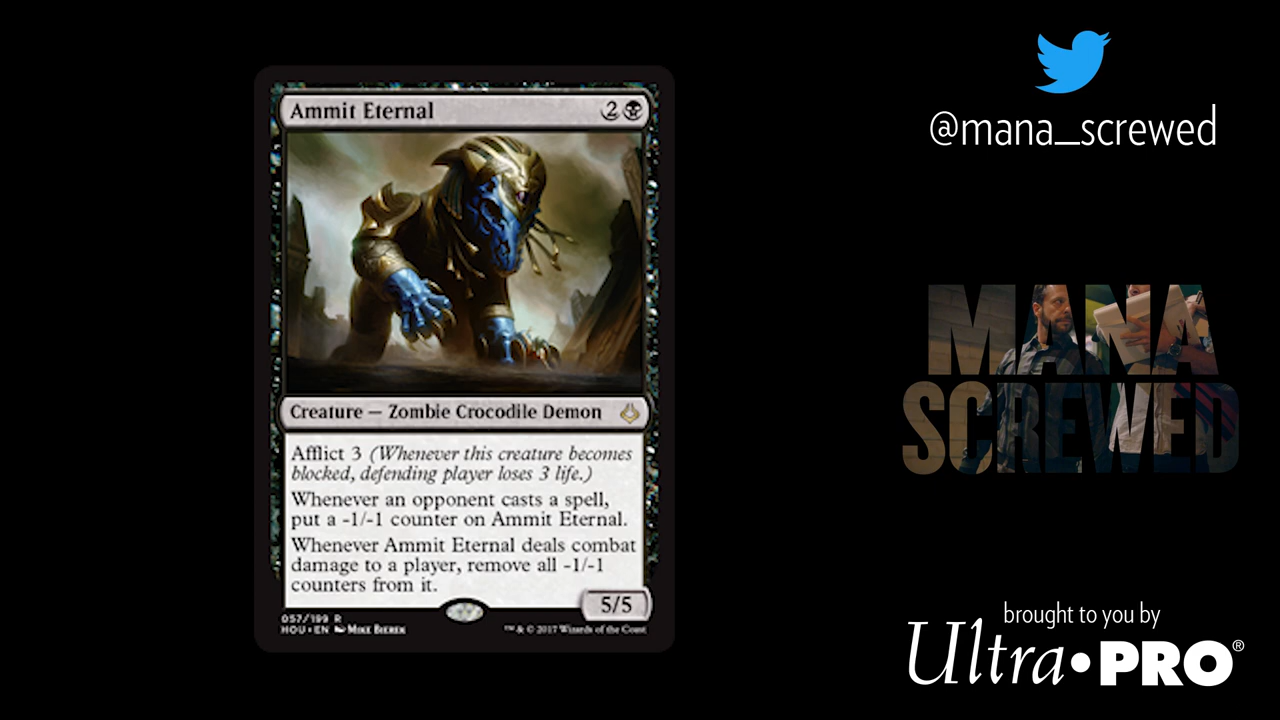 Ammit Eternal 2
Creature — Zombie Crocodile Demon
Afflict 3 (Whenever this creature becomes
blocked, defending player loses 3 life.)
Whenever an opponent casts a spell,
put a -1/-1 counter on Ammit Eternal.
Whenever Ammit Eternal deals combat
damage to a player, remove all -1/-1
counters from it.
5/5
057/199 R
HOU • EN Mike Bierek
™ & © 2017 Wizards of the Coast
@mana_screwed
MANA
SCREWED
brought to you by
Ultra•PRO®